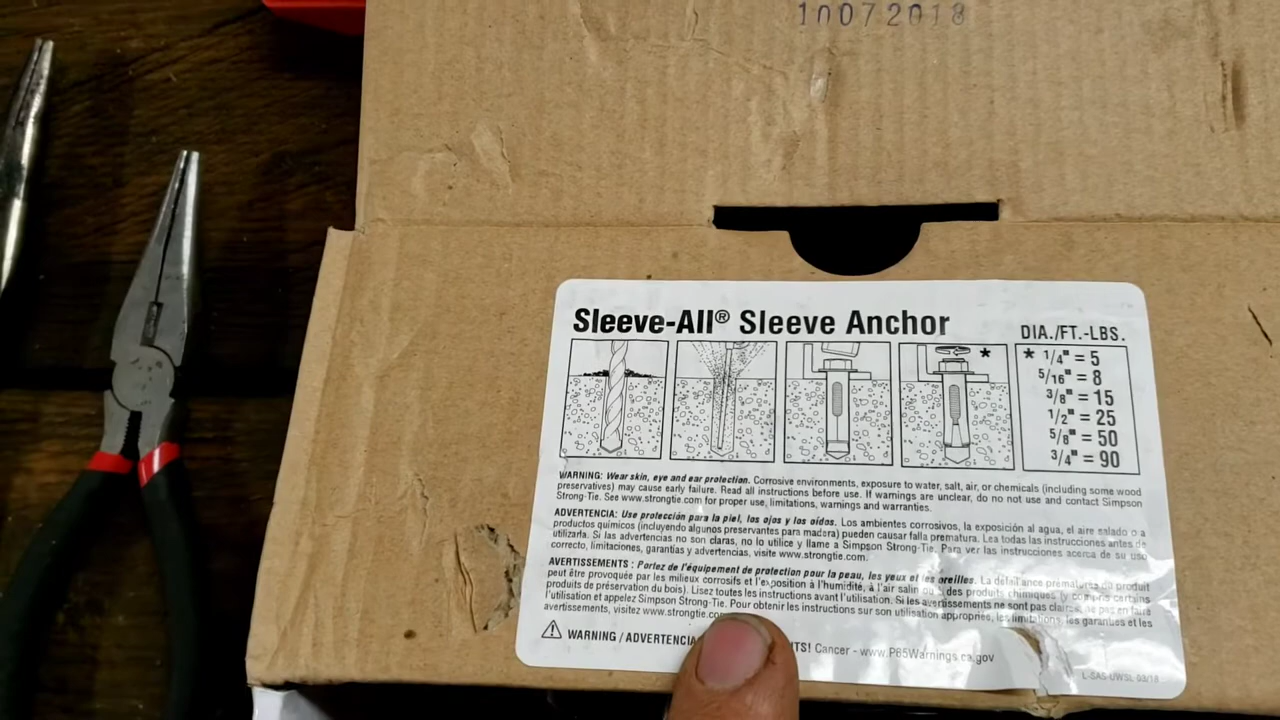 10072018
Sleeve-All® Sleeve Anchor
DIA./FT.-LBS.
* 1/4" = 5
5/16" = 8
3/8" = 15
1/2" = 25
5/8" = 50
3/4" = 90
*
WARNING: Wear skin, eye and ear protection. Corrosive environments, exposure to water, salt, air, or chemicals (including some wood
preservatives) may cause early failure. Read all instructions before use. If warnings are unclear, do not use and contact Simpson
Strong-Tie. See www.strongtie.com for proper use, limitations, warnings and warranties.
ADVERTENCIA: Use protección para la piel, los ojos y los oídos. Los ambientes corrosivos, la exposición al agua, el aire salado o a
productos químicos (incluyendo algunos preservantes para madera) pueden causar falla prematura. Lea todas las instrucciones antes de
utilizarla. Si las advertencias no son claras, no lo utilice y llame a Simpson Strong-Tie. Para ver las instrucciones acerca de su uso
correcto, limitaciones, garantías y advertencias, visite www.strongtie.com.
AVERTISSEMENTS : Portez de l'équipement de protection pour la peau, les yeux et les oreilles. La défaillance prématurée du produit
peut être provoquée par les milieux corrosifs et l'exposition à l'humidité, à l'air salin ou à des produits chimiques (y compris certains
produits de préservation du bois). Lisez toutes les instructions avant l'utilisation. Si les avertissements ne sont pas claires, ne pas en faire
l'utilisation et appelez Simpson Strong-Tie. Pour obtenir les instructions sur son utilisation appropriée, les limitations, les garanties et les
avertissements, visitez www.strongtie.co
WARNING / ADVERTENCIA NTS! Cancer - www.P65Warnings.ca.gov
L-SAS-UWSL 03/18